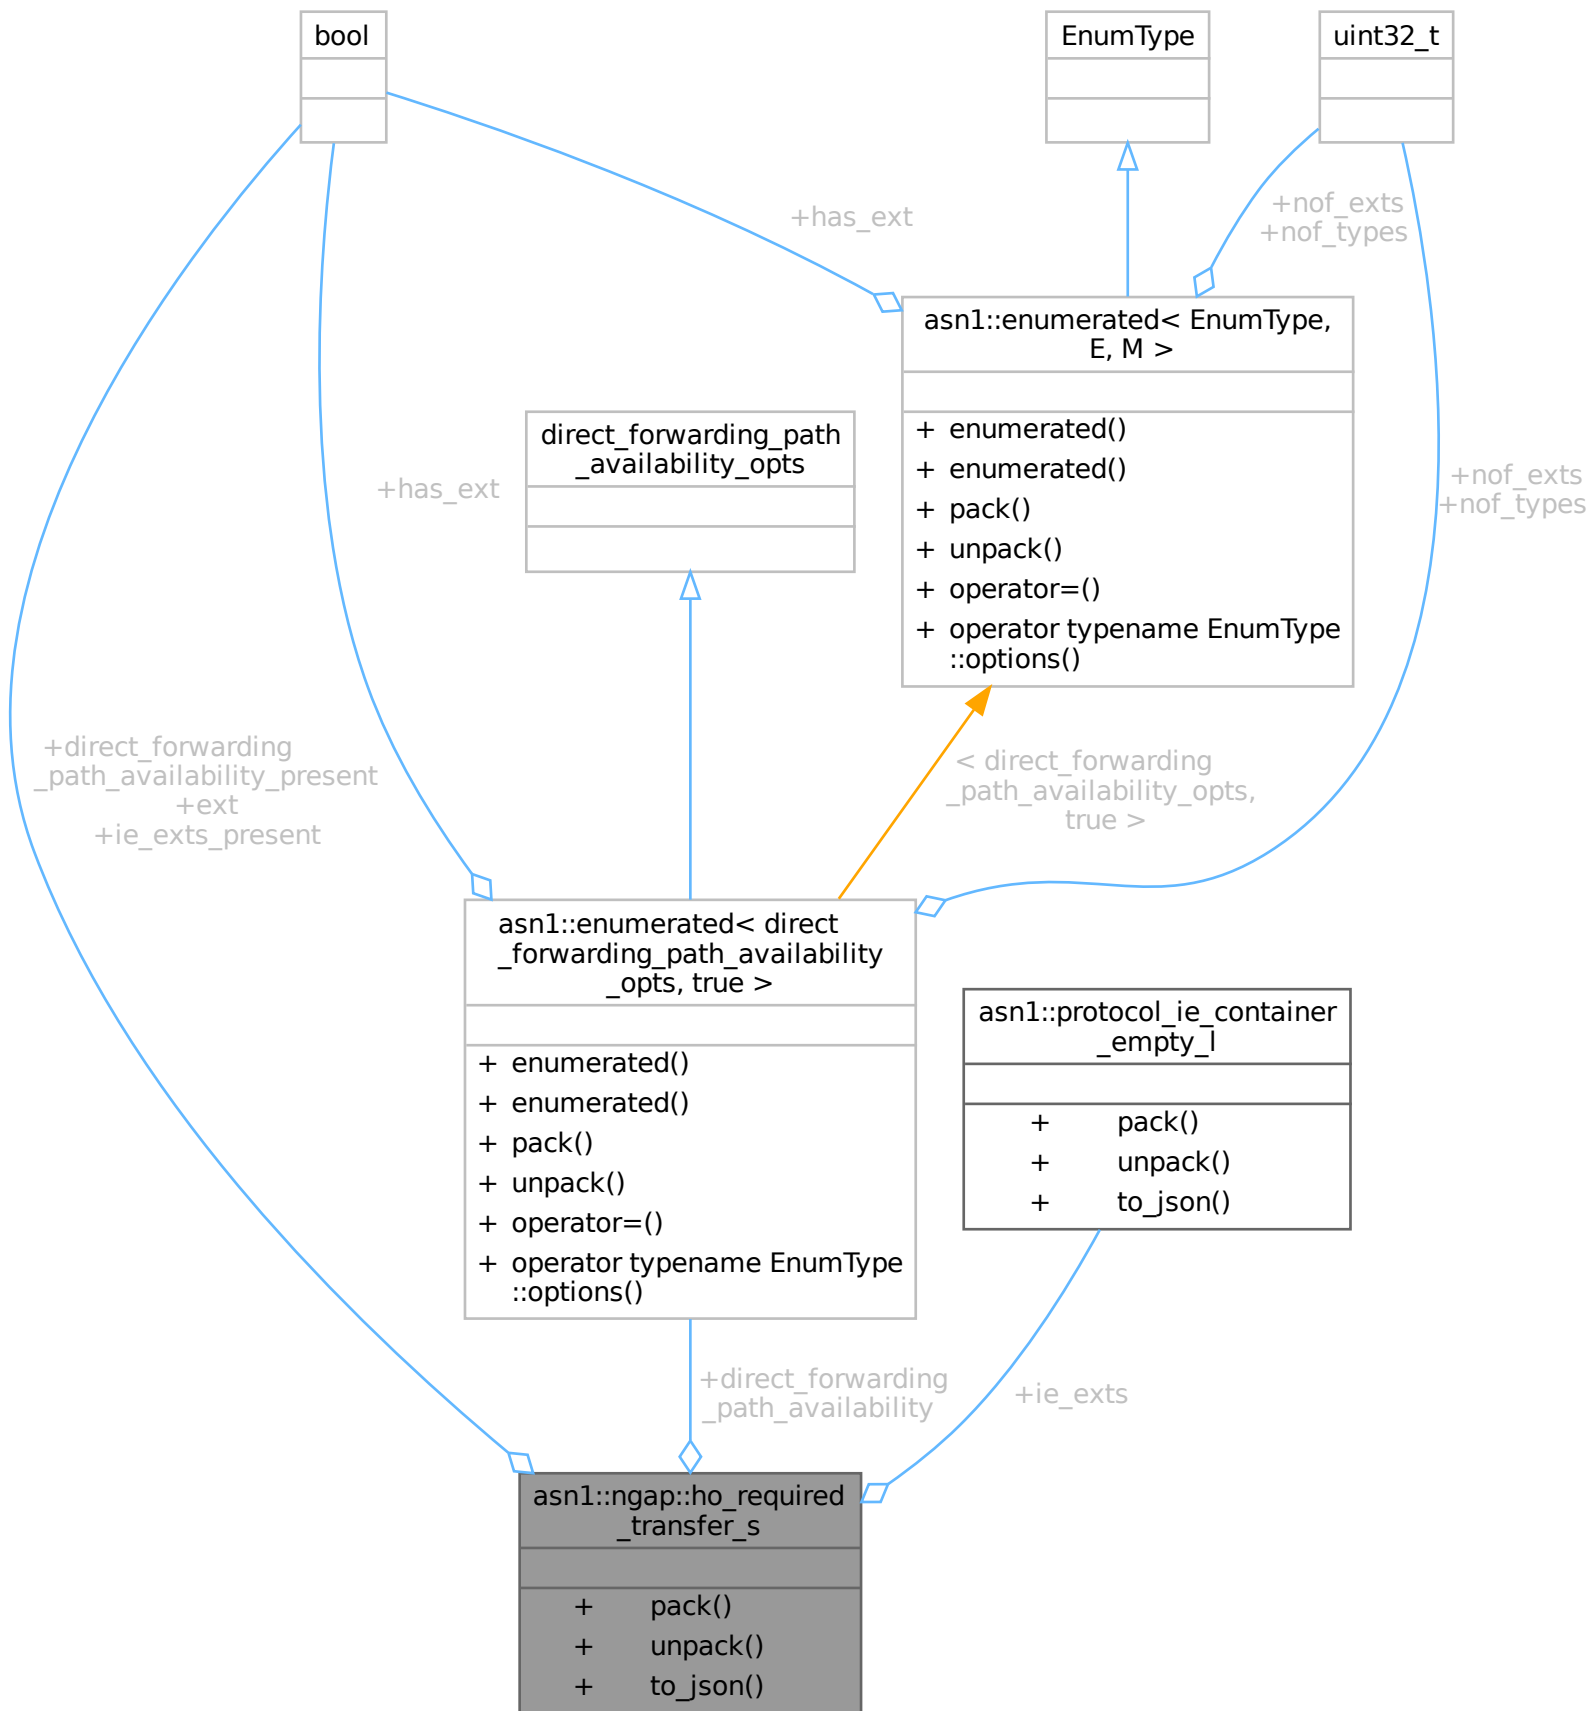 bool
EnumType
uint32_t
+has_ext
+nof_exts
+nof_types
asn1::enumerated< EnumType,
E, M >
+ enumerated()
+ enumerated()
+ pack()
+ unpack()
+ operator=()
+ operator typename EnumType
::options()
direct_forwarding_path
_availability_opts
+has_ext
+nof_exts
+nof_types
+direct_forwarding
_path_availability_present
+ext
+ie_exts_present
< direct_forwarding
_path_availability_opts,
true >
asn1::enumerated< direct
_forwarding_path_availability
_opts, true >
+ enumerated()
+ enumerated()
+ pack()
+ unpack()
+ operator=()
+ operator typename EnumType
::options()
asn1::protocol_ie_container
_empty_l
+ pack()
+ unpack()
+ to_json()
+direct_forwarding
_path_availability
+ie_exts
asn1::ngap::ho_required
_transfer_s
+ pack()
+ unpack()
+ to_json()